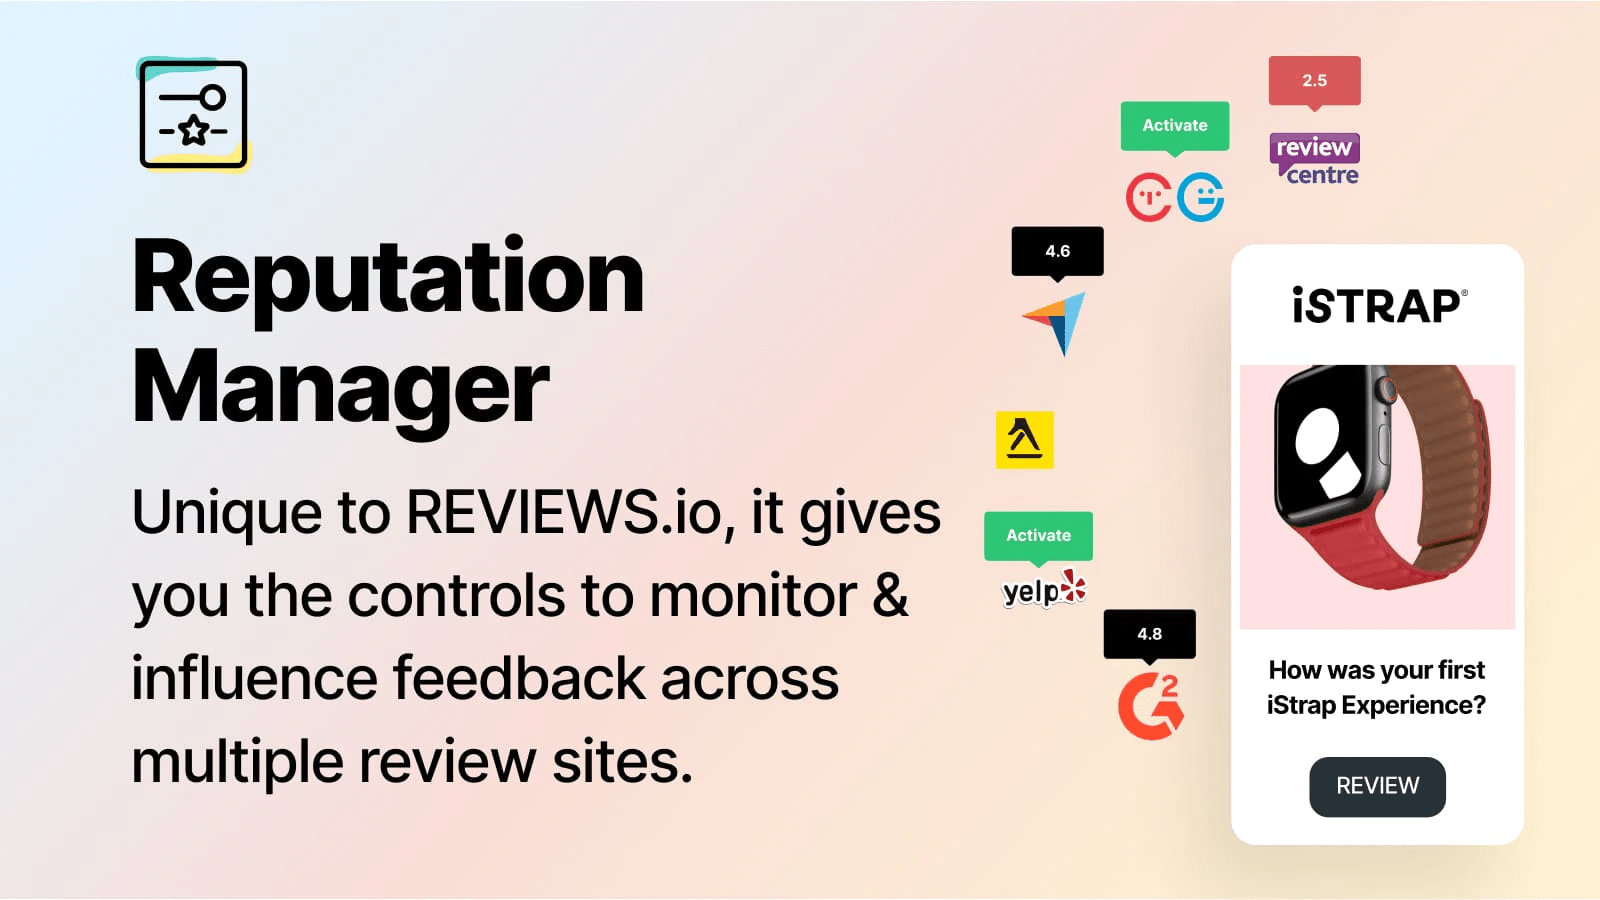 Reputation
Manager
Unique to REVIEWS.io, it gives
you the controls to monitor &
influence feedback across
multiple review sites.
2.5
review
centre
Activate
4.6
Activate
yelp
4.8
G2
iSTRAP®
How was your first
iStrap Experience?
REVIEW